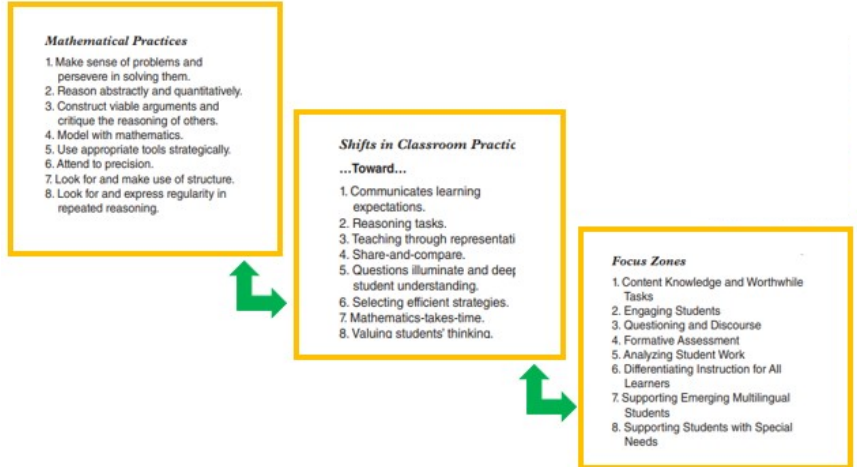 Mathematical Practices
1. Make sense of problems and
persevere in solving them.
2. Reason abstractly and quantitatively.
3. Construct viable arguments and
critique the reasoning of others.
4. Model with mathematics.
5. Use appropriate tools strategically.
6. Attend to precision.
7. Look for and make use of structure.
8. Look for and express regularity in
repeated reasoning.
Shifts in Classroom Practic
...Toward...
1. Communicates learning
expectations.
2. Reasoning tasks.
3. Teaching through representati
4. Share-and-compare.
5. Questions illuminate and deep
student understanding.
6. Selecting efficient strategies.
7. Mathematics-takes-time.
8. Valuing students' thinking.
Focus Zones
1. Content Knowledge and Worthwhile
Tasks
2. Engaging Students
3. Questioning and Discourse
4. Formative Assessment
5. Analyzing Student Work
6. Differentiating Instruction for All
Learners
7. Supporting Emerging Multilingual
Students
8. Supporting Students with Special
Needs